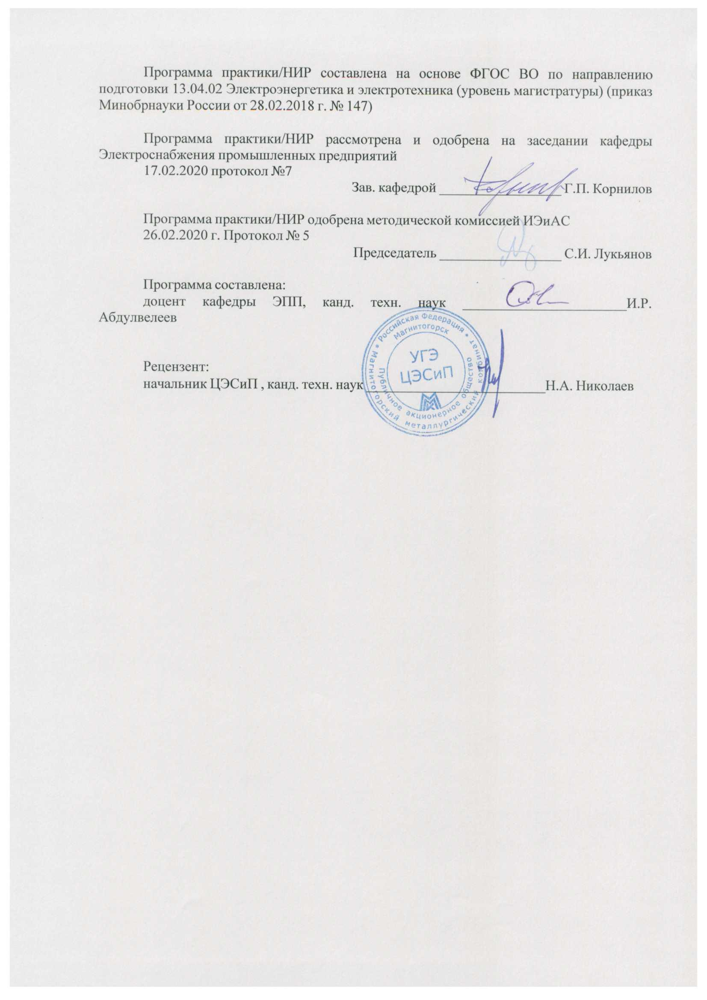 Программа практики/НИР составлена на основе ФГОС ВО по направлению
подготовки 13.04.02 Электроэнергетика и электротехника (уровень магистратуры) (приказ
Минобрнауки России от 28.02.2018 г. № 147)
Программа практики/НИР рассмотрена и одобрена на заседании кафедры
Электроснабжения промышленных предприятий
17.02.2020 протокол №7
Зав. кафедрой Г.П. Корнилов
Программа практики/НИР одобрена методической комиссией ИЭиАС
26.02.2020 г. Протокол № 5
Председатель С.И. Лукьянов
Программа составлена:
доцент кафедры ЭПП, канд. техн. наук И.Р.
Абдулвелеев
Рецензент:
начальник ЦЭСиП , канд. техн. наук Н.А. Николаев
Российская Федерация
Магнитогорск
Магнитогорский металлургический комбинат
Публичное акционерное общество
УГЭ
ЦЭСиП